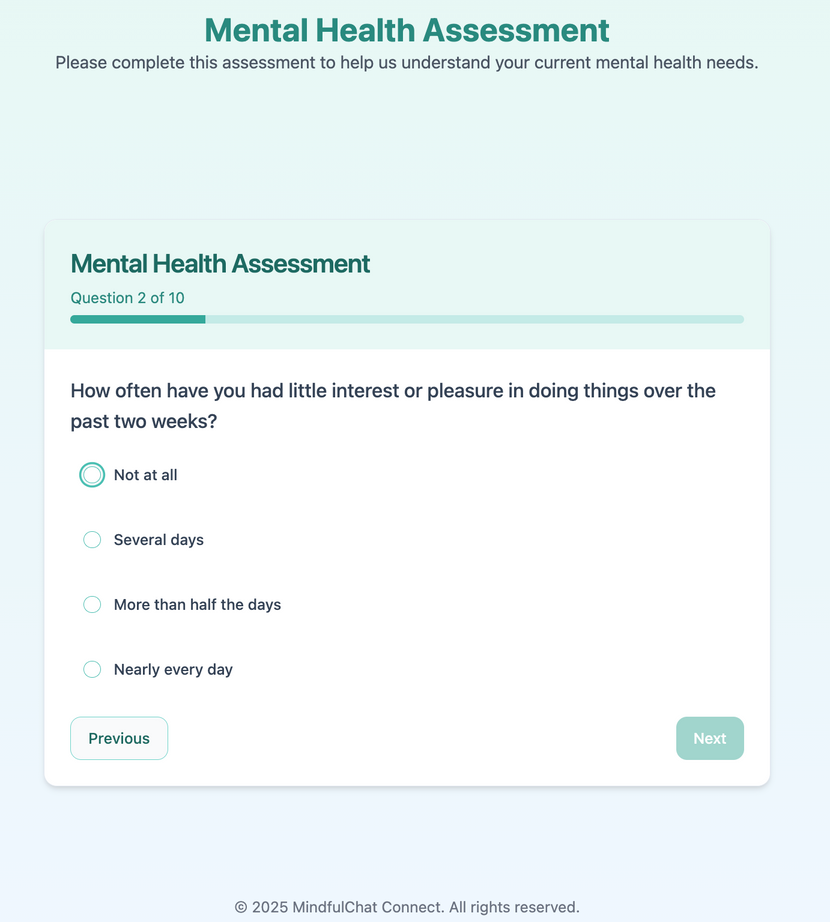 Mental Health Assessment
Please complete this assessment to help us understand your current mental health needs.
Mental Health Assessment
Question 2 of 10
How often have you had little interest or pleasure in doing things over the
past two weeks?
Not at all
Several days
More than half the days
Nearly every day
Previous
Next
© 2025 MindfulChat Connect. All rights reserved.